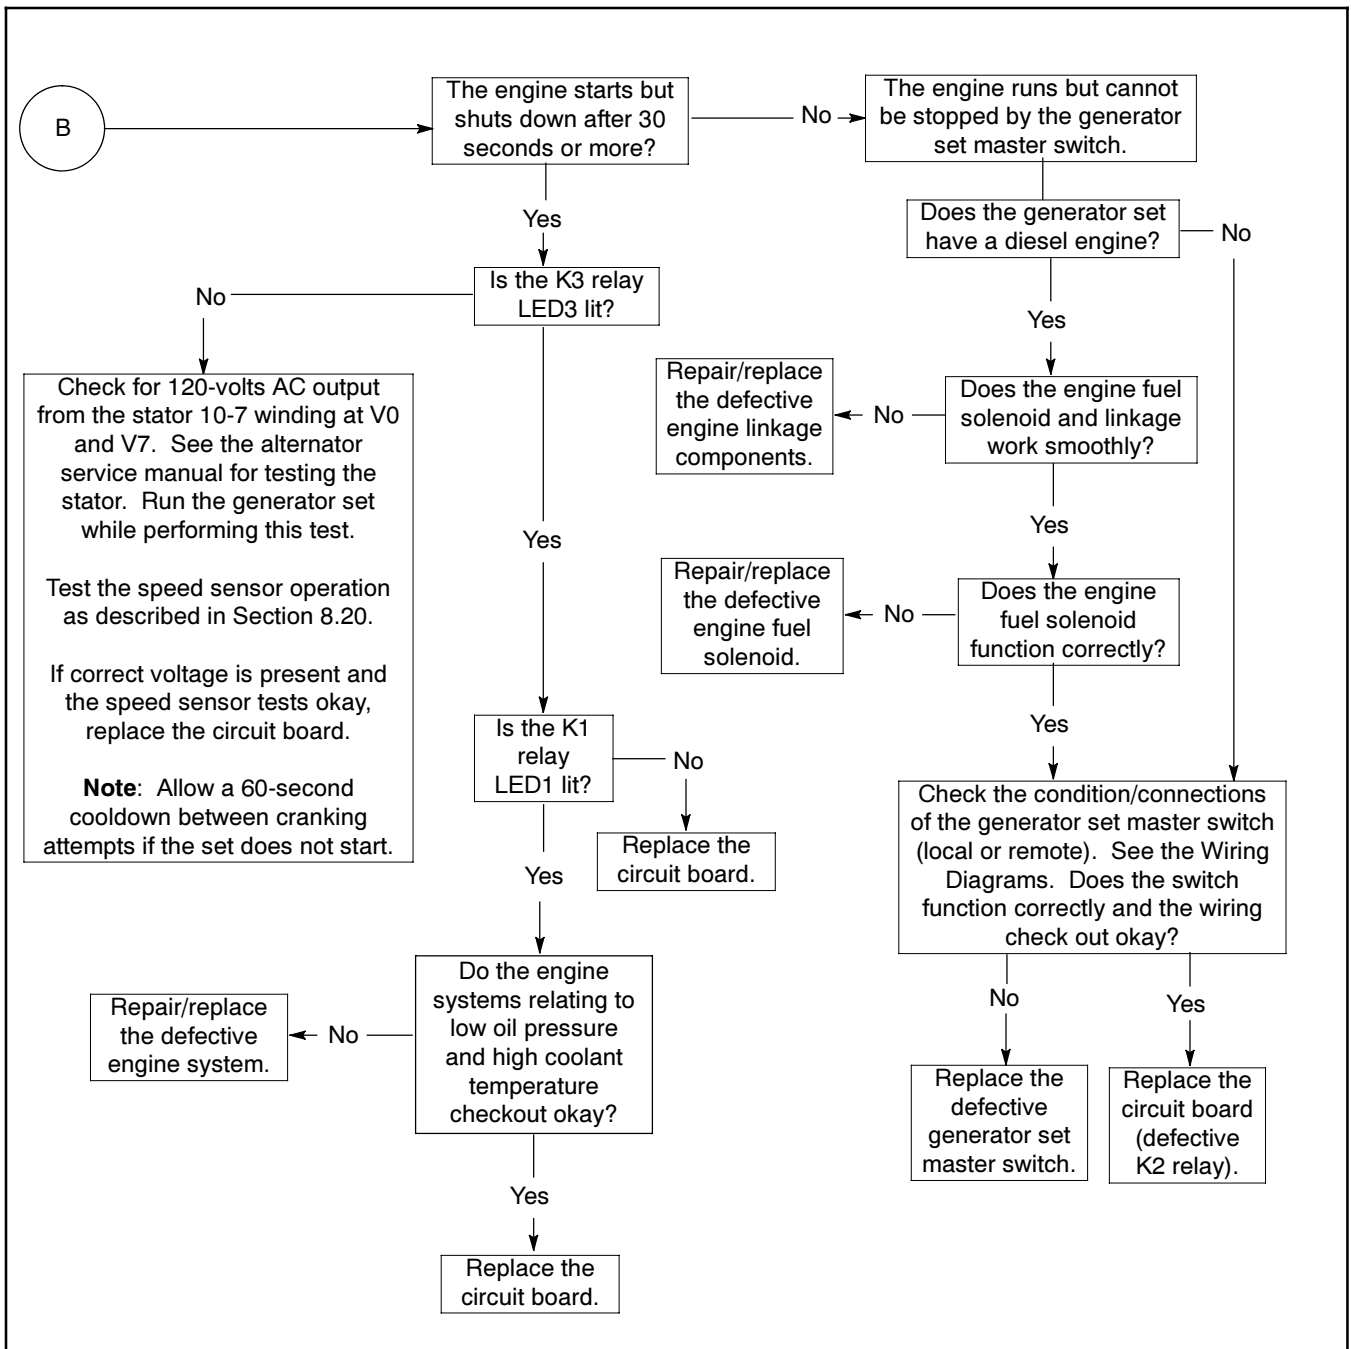 B
The engine starts but
shuts down after 30
seconds or more?
No
The engine runs but cannot
be stopped by the generator
set master switch.
Yes
Does the generator set
have a diesel engine?
No
Is the K3 relay
LED3 lit?
No
Yes
Check for 120-volts AC output
from the stator 10-7 winding at V0
and V7. See the alternator
service manual for testing the
stator. Run the generator set
while performing this test.
Test the speed sensor operation
as described in Section 8.20.
If correct voltage is present and
the speed sensor tests okay,
replace the circuit board.
Note: Allow a 60-second
cooldown between cranking
attempts if the set does not start.
Repair/replace
the defective
engine linkage
components.
No
Does the engine fuel
solenoid and linkage
work smoothly?
Yes
Yes
Repair/replace
the defective
engine fuel
solenoid.
No
Does the engine
fuel solenoid
function correctly?
Yes
Is the K1
relay
LED1 lit?
No
Replace the
circuit board.
Yes
Check the condition/connections
of the generator set master switch
(local or remote). See the Wiring
Diagrams. Does the switch
function correctly and the wiring
check out okay?
No
Yes
Do the engine
systems relating to
low oil pressure
and high coolant
temperature
checkout okay?
No
Repair/replace
the defective
engine system.
Replace the
defective
generator set
master switch.
Replace the
circuit board
(defective
K2 relay).
Yes
Replace the
circuit board.